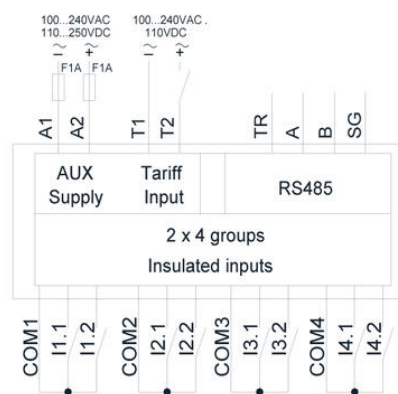 100...240VAC
110...250VDC
100...240VAC.
110VDC
F1A
F1A
A1
A2
T1
T2
TR
A
B
SG
AUX
Supply
Tariff
Input
RS485
2 x 4 groups
Insulated inputs
COM1
I1.1
I1.2
COM2
I2.1
I2.2
COM3
I3.1
I3.2
COM4
I4.1
I4.2